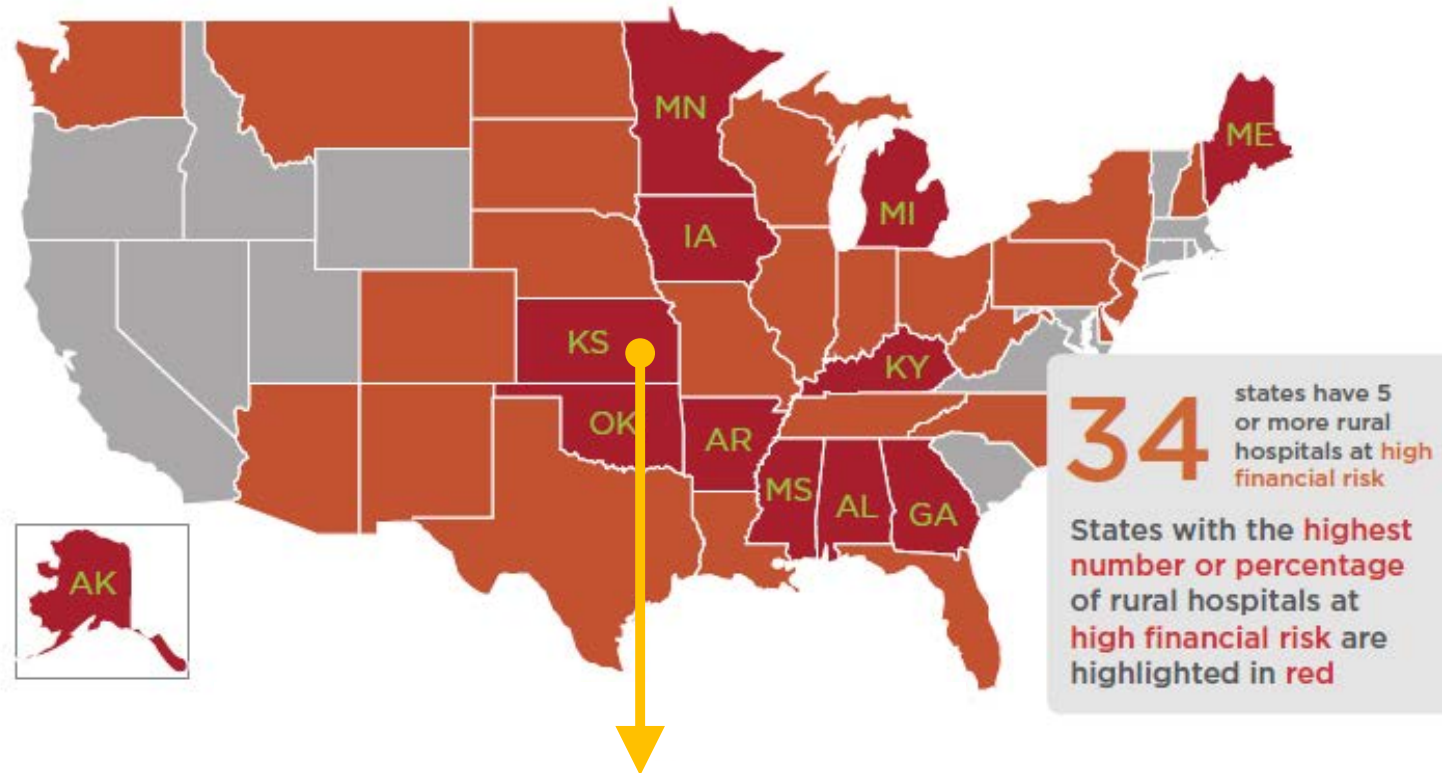 MN
ME
MI
IA
KS
KY
OK
AR
MS
AL
GA
AK
34
states have 5
or more rural
hospitals at high
financial risk
States with the highest
number or percentage
of rural hospitals at
high financial risk are
highlighted in red